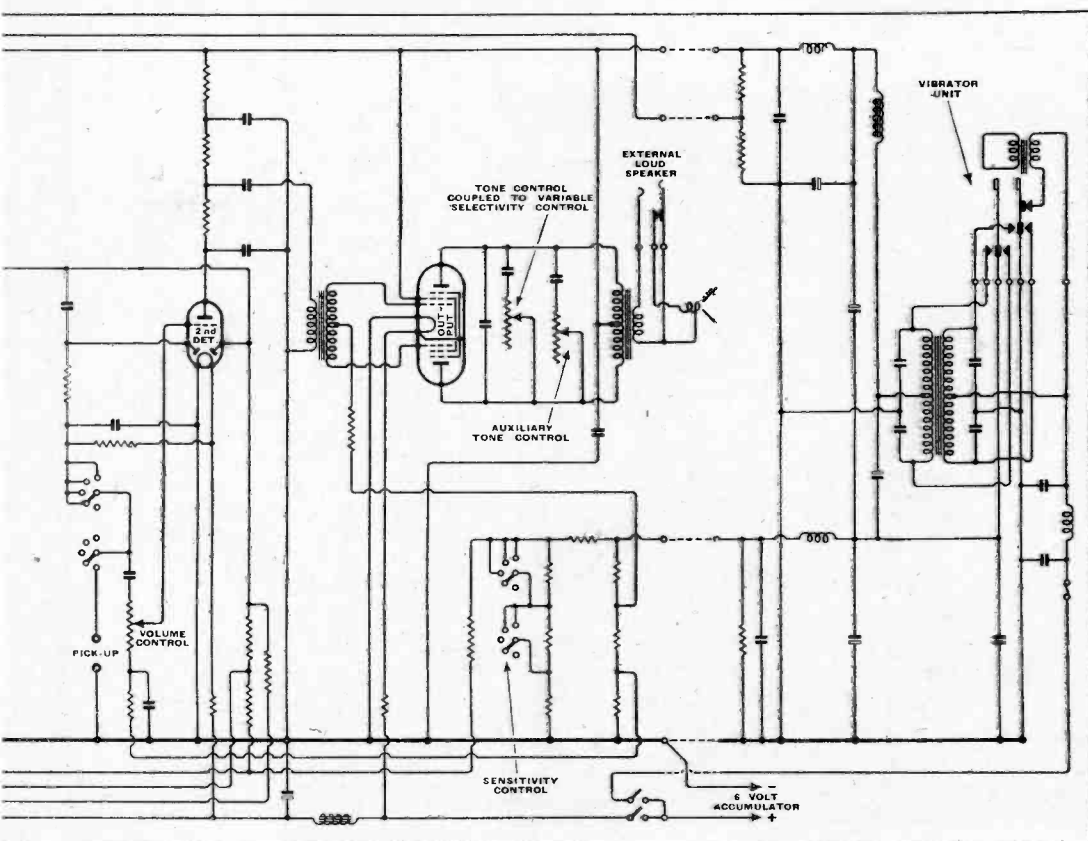 VIBRATOR
UNIT
EXTERNAL
LOUD
SPEAKER
TONE CONTROL
COUPLED TO VARIABLE
SELECTIVITY CONTROL
2nd
DET.
OUT-
PUT
AUXILIARY
TONE CONTROL
VOLUME
CONTROL
PICK-UP
SENSITIVITY
CONTROL
−
6 VOLT
ACCUMULATOR
+